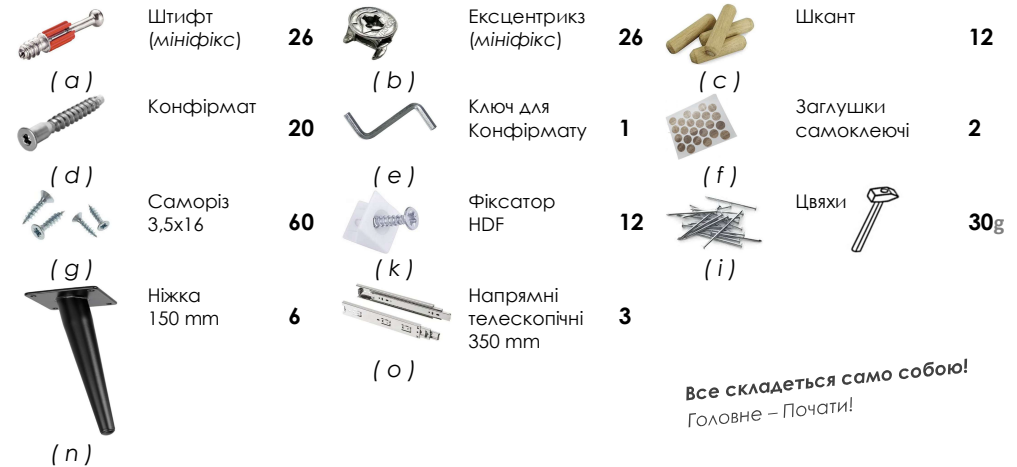 Штифт
(мініфікс)
26
( a )
Ексцентрикз
(мініфікс)
26
( b )
Шкант
12
( c )
Конфірмат
20
( d )
Ключ для
Конфірмату
1
( e )
Заглушки
самоклеючі
2
( f )
Саморіз
3,5x16
60
( g )
Фіксатор
HDF
12
( k )
Цвяхи
30g
( i )
Ніжка
150 mm
6
( n )
Напрямні
телескопічні
350 mm
3
( o )
Все складеться само собою!
Головне – Почати!